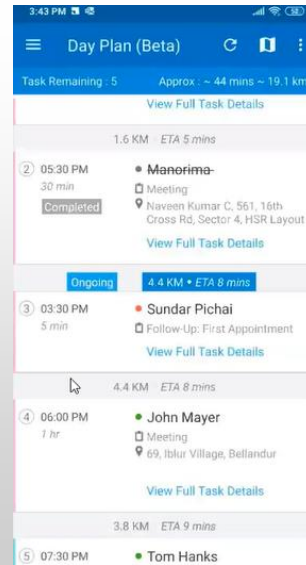 3:43 PM
Day Plan (Beta)
Task Remaining : 5 Approx : ~ 44 mins ~ 19.1 km
View Full Task Details
1.6 KM ETA 5 mins
2 05:30 PM Manorima
30 min Meeting
Completed Naveen Kumar C, 561, 16th
Cross Rd, Sector 4, HSR Layout
View Full Task Details
Ongoing 4.4 KM • ETA 8 mins
3 03:30 PM Sundar Pichai
5 min Follow-Up: First Appointment
View Full Task Details
4.4 KM ETA 8 mins
4 06:00 PM John Mayer
1 hr Meeting
69, Iblur Village, Bellandur
View Full Task Details
3.8 KM ETA 9 mins
5 07:30 PM Tom Hanks